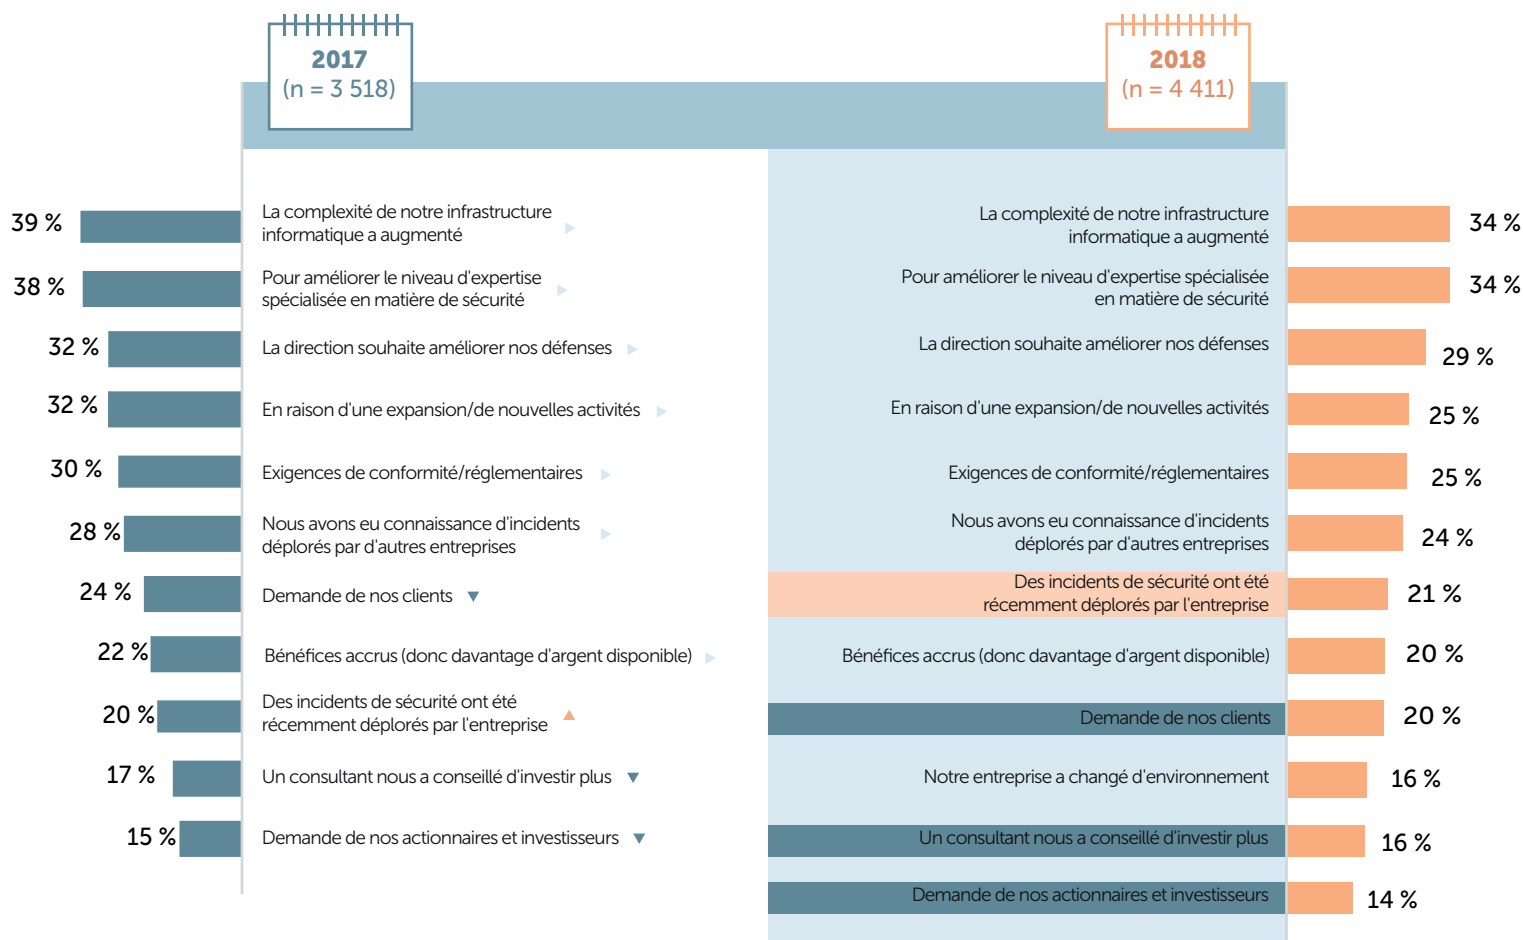 2017
(n = 3 518)
2018
(n = 4 411)
39 %
La complexité de notre infrastructure
informatique a augmenté
38 %
Pour améliorer le niveau d'expertise
spécialisée en matière de sécurité
32 %
La direction souhaite améliorer nos défenses
32 %
En raison d'une expansion/de nouvelles activités
30 %
Exigences de conformité/réglementaires
28 %
Nous avons eu connaissance d'incidents
déplorés par d'autres entreprises
24 %
Demande de nos clients
22 %
Bénéfices accrus (donc davantage d'argent disponible)
20 %
Des incidents de sécurité ont été
récemment déplorés par l'entreprise
17 %
Un consultant nous a conseillé d'investir plus
15 %
Demande de nos actionnaires et investisseurs
La complexité de notre infrastructure
informatique a augmenté
34 %
Pour améliorer le niveau d'expertise spécialisée
en matière de sécurité
34 %
La direction souhaite améliorer nos défenses
29 %
En raison d'une expansion/de nouvelles activités
25 %
Exigences de conformité/réglementaires
25 %
Nous avons eu connaissance d'incidents
déplorés par d'autres entreprises
24 %
Des incidents de sécurité ont été
récemment déplorés par l'entreprise
21 %
Bénéfices accrus (donc davantage d'argent disponible)
20 %
Demande de nos clients
20 %
Notre entreprise a changé d'environnement
16 %
Un consultant nous a conseillé d'investir plus
16 %
Demande de nos actionnaires et investisseurs
14 %